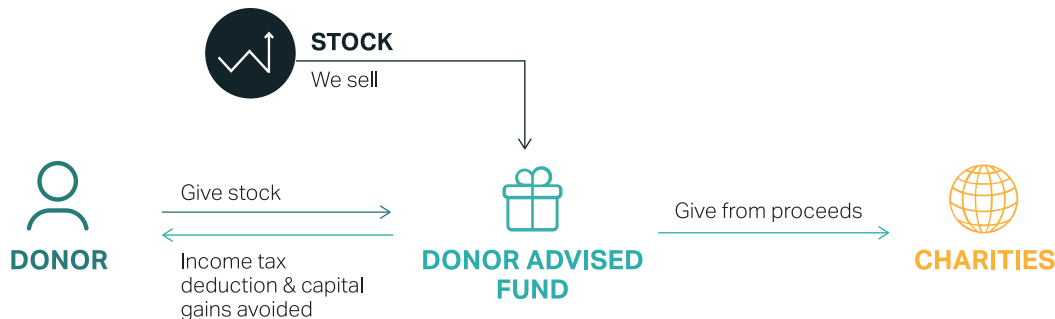 STOCK
We sell
Give stock
DONOR
Income tax
deduction & capital
gains avoided
DONOR ADVISED
FUND
Give from proceeds
CHARITIES